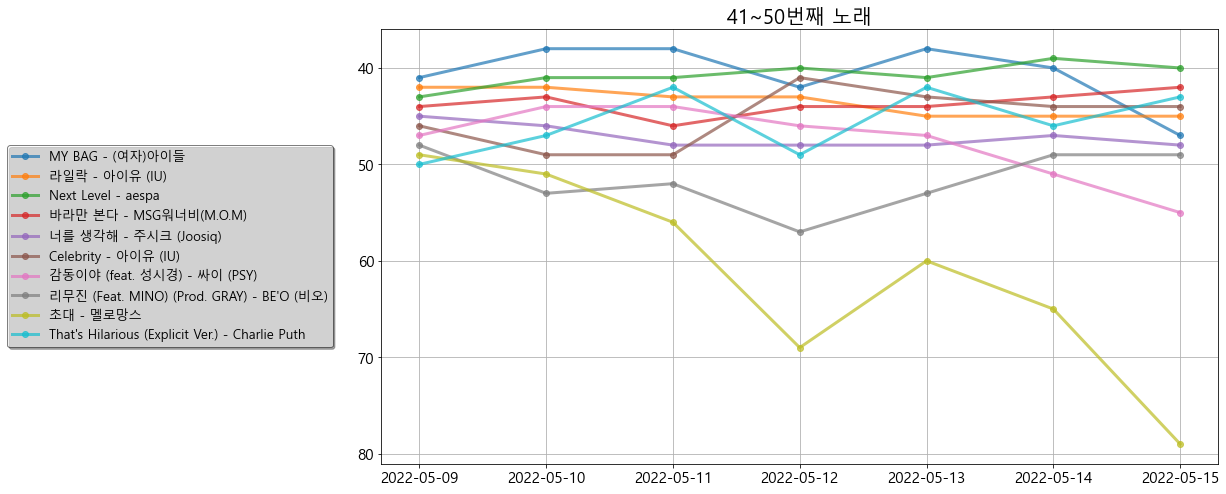 41~50번째 노래
MY BAG - (여자)아이들
라일락 - 아이유 (IU)
Next Level - aespa
바라만 본다 - MSG워너비(M.O.M)
너를 생각해 - 주시크 (Joosiq)
Celebrity - 아이유 (IU)
감동이야 (feat. 성시경) - 싸이 (PSY)
리무진 (Feat. MINO) (Prod. GRAY) - BE'O (비오)
초대 - 멜로망스
That's Hilarious (Explicit Ver.) - Charlie Puth
40
50
60
70
80
2022-05-09 2022-05-10 2022-05-11 2022-05-12 2022-05-13 2022-05-14 2022-05-15